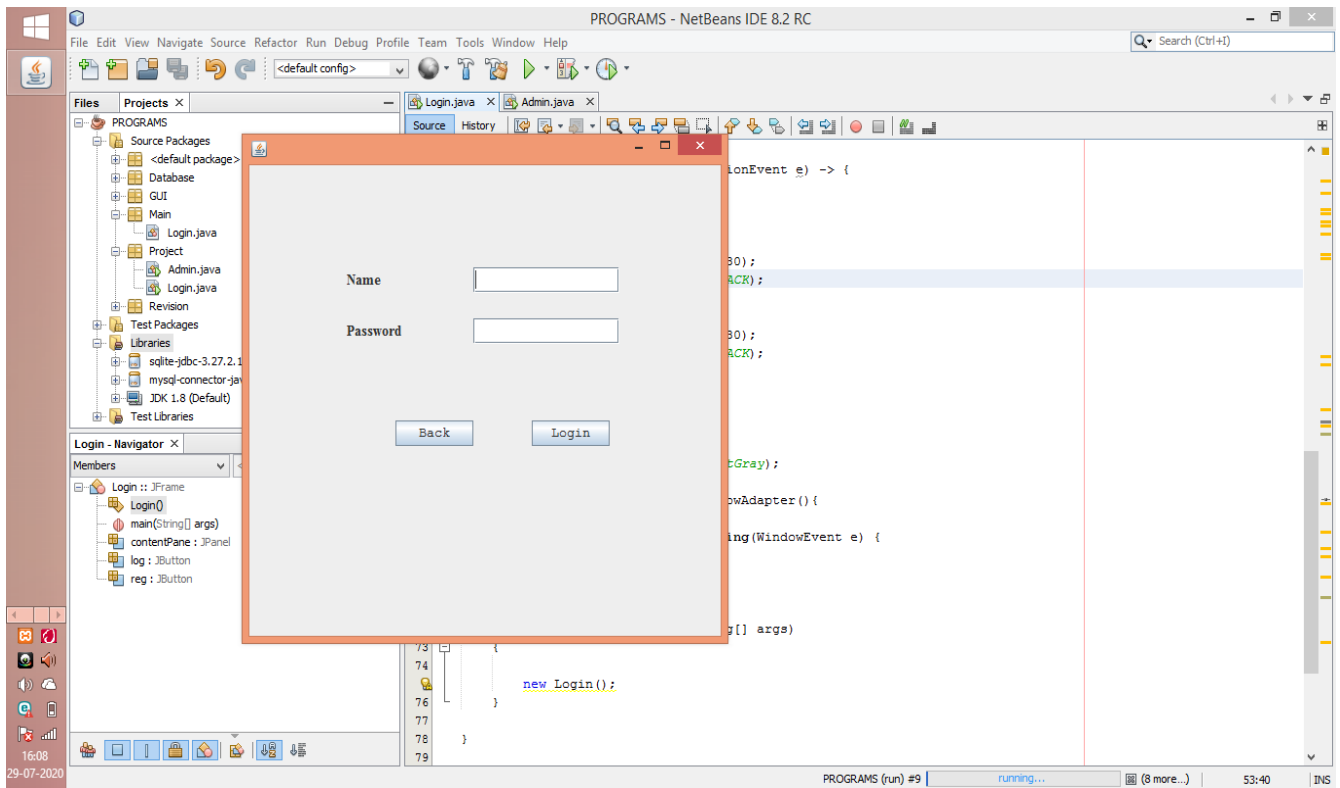 PROGRAMS - NetBeans IDE 8.2 RC
File Edit View Navigate Source Refactor Run Debug Profile Team Tools Window Help
Search (Ctrl+I)
<default config>
Files Projects
Login.java Admin.java
PROGRAMS
Source History
Source Packages
<default package>
Database
GUI
Main
Login.java
Project
Admin.java
Login.java
Revision
Test Packages
Libraries
sqlite-jdbc-3.27.2.1
mysql-connector-jav
JDK 1.8 (Default)
Test Libraries
Login - Navigator
Members
Login :: JFrame
Login()
main(String[] args)
contentPane : JPanel
log : JButton
reg : JButton
Name
Password
Back Login
ionEvent e) -> {
30);
ACK);
30);
ACK);
tGray);
owAdapter(){
ing(WindowEvent e) {
g[] args)
73 {
74
new Login();
76 }
77
78 }
79
16:08
29-07-2020
PROGRAMS (run) #9 running... (8 more...) 53:40 INS